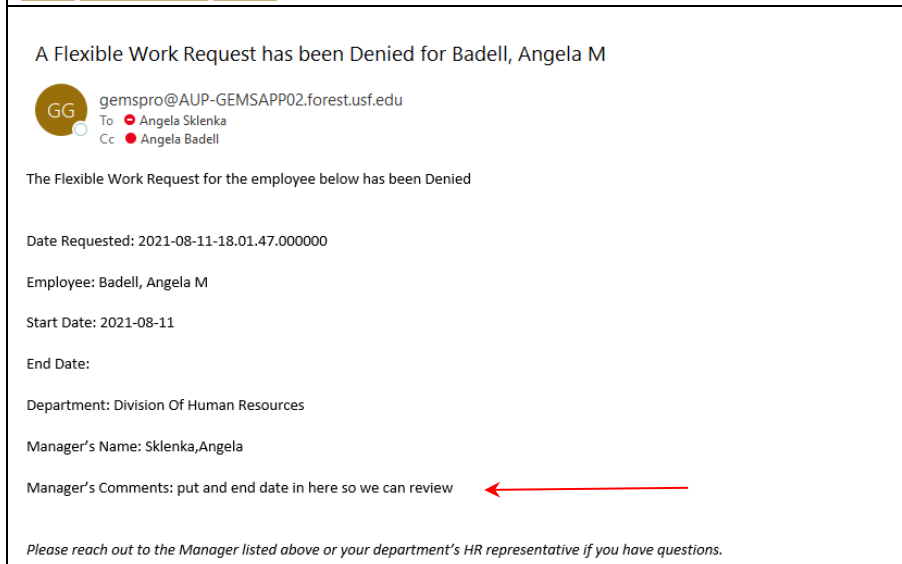 A Flexible Work Request has been Denied for Badell, Angela M
GG
gemspro@AUP-GEMSAPP02.forest.usf.edu
To Angela Sklenka
Cc Angela Badell
The Flexible Work Request for the employee below has been Denied
Date Requested: 2021-08-11-18.01.47.000000
Employee: Badell, Angela M
Start Date: 2021-08-11
End Date:
Department: Division Of Human Resources
Manager's Name: Sklenka,Angela
Manager's Comments: put and end date in here so we can review
Please reach out to the Manager listed above or your department's HR representative if you have questions.